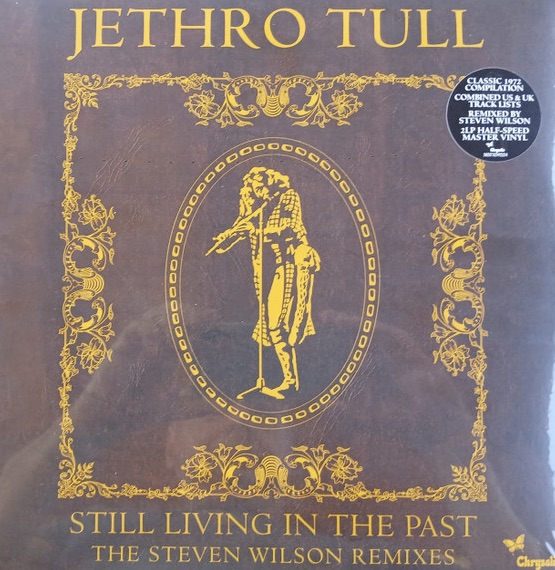 JETHRO TULL
CLASSIC 1972
COMPILATION
COMBINED US & UK
TRACK LISTS
REMIXED BY
STEVEN WILSON
2LP HALF-SPEED
MASTER VINYL
Chrysalis
STILL LIVING IN THE PAST
THE STEVEN WILSON REMIXES